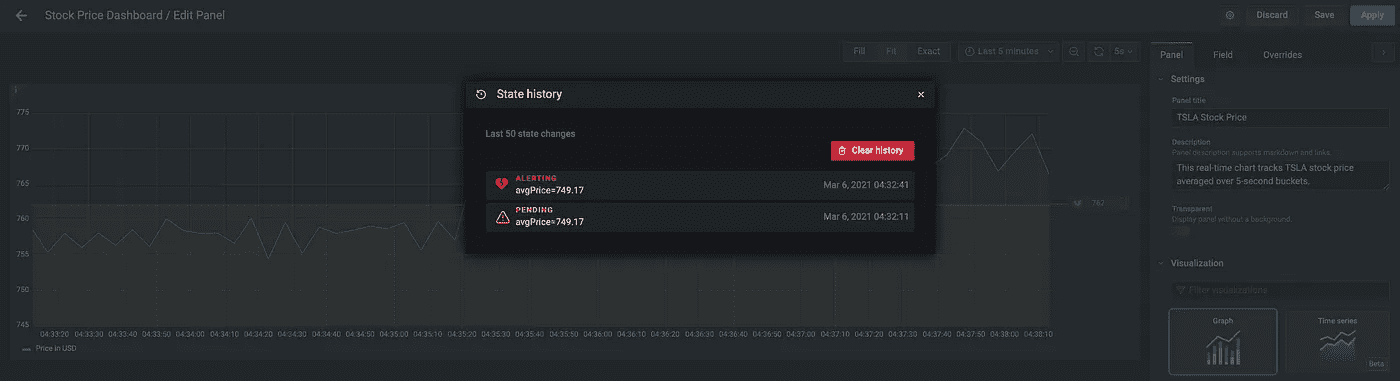 Stock Price Dashboard / Edit Panel
Discard
Save
Apply
Fill
Fit
Exact
Last 5 minutes
5s
Panel
Field
Overrides
State history
Last 50 state changes
Clear history
ALERTING
avgPrice=749.17
Mar 6, 2021 04:32:41
PENDING
avgPrice=749.17
Mar 6, 2021 04:32:11
775
770
765
760
755
750
745
767
04:33:20 04:33:30 04:33:40 04:33:50 04:34:00 04:34:10 04:34:20 04:34:30 04:34:40 04:34:50 04:35:00 04:35:10 04:35:20 04:35:30 04:35:40 04:35:50 04:36:00 04:36:10 04:36:20 04:36:30 04:36:40 04:36:50 04:37:00 04:37:10 04:37:20 04:37:30 04:37:40 04:37:50 04:38:00 04:38:10
Price in USD
Settings
Panel title
TSLA Stock Price
Description
Panel description supports markdown and links.
This real-time chart tracks TSLA stock price
averaged over 5-second buckets.
Transparent
Display panel without a background.
Visualization
Filter visualizations
Graph
Time series
Beta